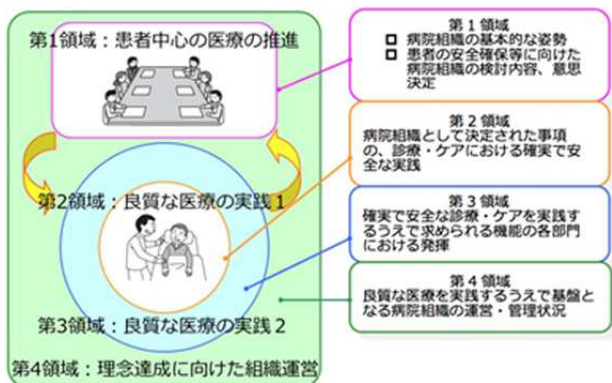 第1領域：患者中心の医療の推進
第2領域：良質な医療の実践１
第3領域：良質な医療の実践２
第4領域：理念達成に向けた組織運営
第１領域
□ 病院組織の基本的な姿勢
□ 患者の安全確保等に向けた
病院組織の検討内容、意思
決定
第２領域
病院組織として決定された事項
の、診療・ケアにおける確実で安
全な実践
第３領域
確実で安全な診療・ケアを実践す
るうえで求められる機能の各部門
における発揮
第４領域
良質な医療を実践するうえで基盤
となる病院組織の運営・管理状況